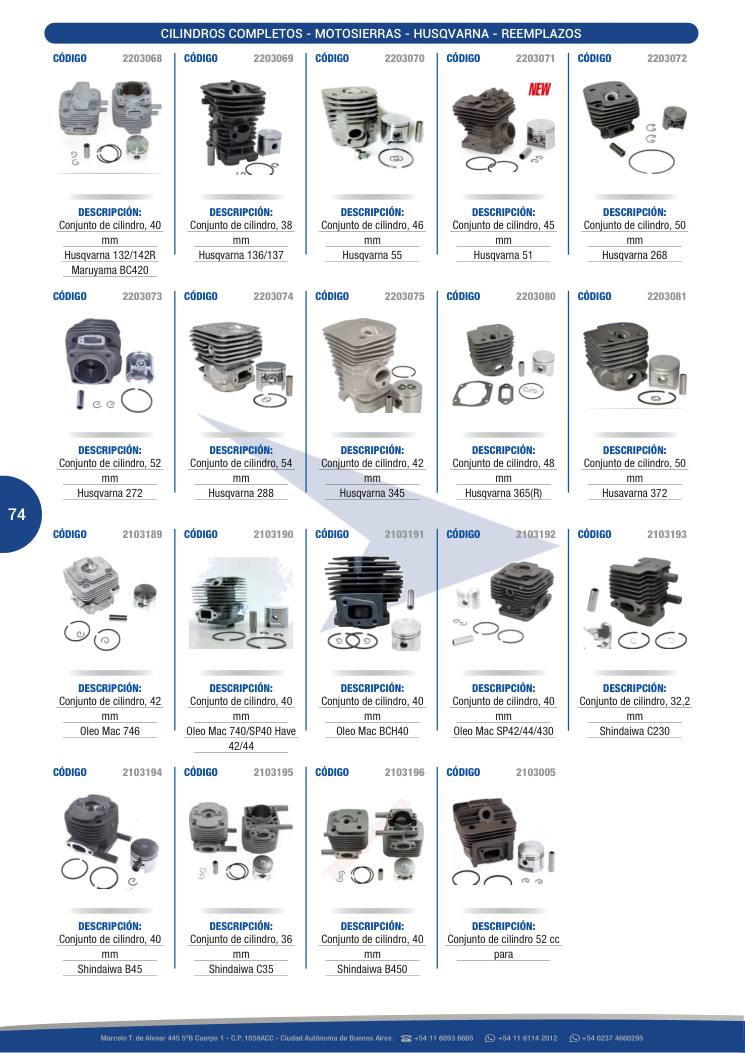 CILINDROS COMPLETOS - MOTOSIERRAS - HUSQVARNA - REEMPLAZOS
CÓDIGO 2203068
DESCRIPCIÓN:
Conjunto de cilindro, 40
mm
Husqvarna 132/142R
Maruyama BC420
CÓDIGO 2203069
DESCRIPCIÓN:
Conjunto de cilindro, 38
mm
Husqvarna 136/137
CÓDIGO 2203070
DESCRIPCIÓN:
Conjunto de cilindro, 46
mm
Husqvarna 55
CÓDIGO 2203071
NEW
DESCRIPCIÓN:
Conjunto de cilindro, 45
mm
Husqvarna 51
CÓDIGO 2203072
DESCRIPCIÓN:
Conjunto de cilindro, 50
mm
Husqvarna 268
CÓDIGO 2203073
DESCRIPCIÓN:
Conjunto de cilindro, 52
mm
Husqvarna 272
CÓDIGO 2203074
DESCRIPCIÓN:
Conjunto de cilindro, 54
mm
Husqvarna 288
CÓDIGO 2203075
DESCRIPCIÓN:
Conjunto de cilindro, 42
mm
Husqvarna 345
CÓDIGO 2203080
DESCRIPCIÓN:
Conjunto de cilindro, 48
mm
Husqvarna 365(R)
CÓDIGO 2203081
DESCRIPCIÓN:
Conjunto de cilindro, 50
mm
Husavarna 372
74
CÓDIGO 2103189
DESCRIPCIÓN:
Conjunto de cilindro, 42
mm
Oleo Mac 746
CÓDIGO 2103190
DESCRIPCIÓN:
Conjunto de cilindro, 40
mm
Oleo Mac 740/SP40 Have
42/44
CÓDIGO 2103191
DESCRIPCIÓN:
Conjunto de cilindro, 40
mm
Oleo Mac BCH40
CÓDIGO 2103192
DESCRIPCIÓN:
Conjunto de cilindro, 40
mm
Oleo Mac SP42/44/430
CÓDIGO 2103193
DESCRIPCIÓN:
Conjunto de cilindro, 32,2
mm
Shindaiwa C230
CÓDIGO 2103194
DESCRIPCIÓN:
Conjunto de cilindro, 40
mm
Shindaiwa B45
CÓDIGO 2103195
DESCRIPCIÓN:
Conjunto de cilindro, 36
mm
Shindaiwa C35
CÓDIGO 2103196
DESCRIPCIÓN:
Conjunto de cilindro, 40
mm
Shindaiwa B450
CÓDIGO 2103005
DESCRIPCIÓN:
Conjunto de cilindro 52 cc
para
Marcelo T. de Alvear 445 5ºB Cuerpo 1 - C.P. 1058ACC - Ciudad Autónoma de Buenos Aires. +54 11 6093 6665 +54 11 6114 2012 +54 0237 4660295